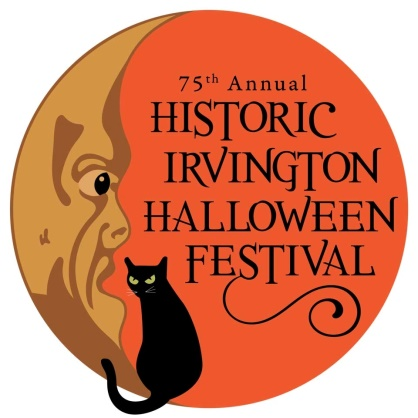 75th Annual
HISTORIC
IRVINGTON
HALLOWEEN
FESTIVAL